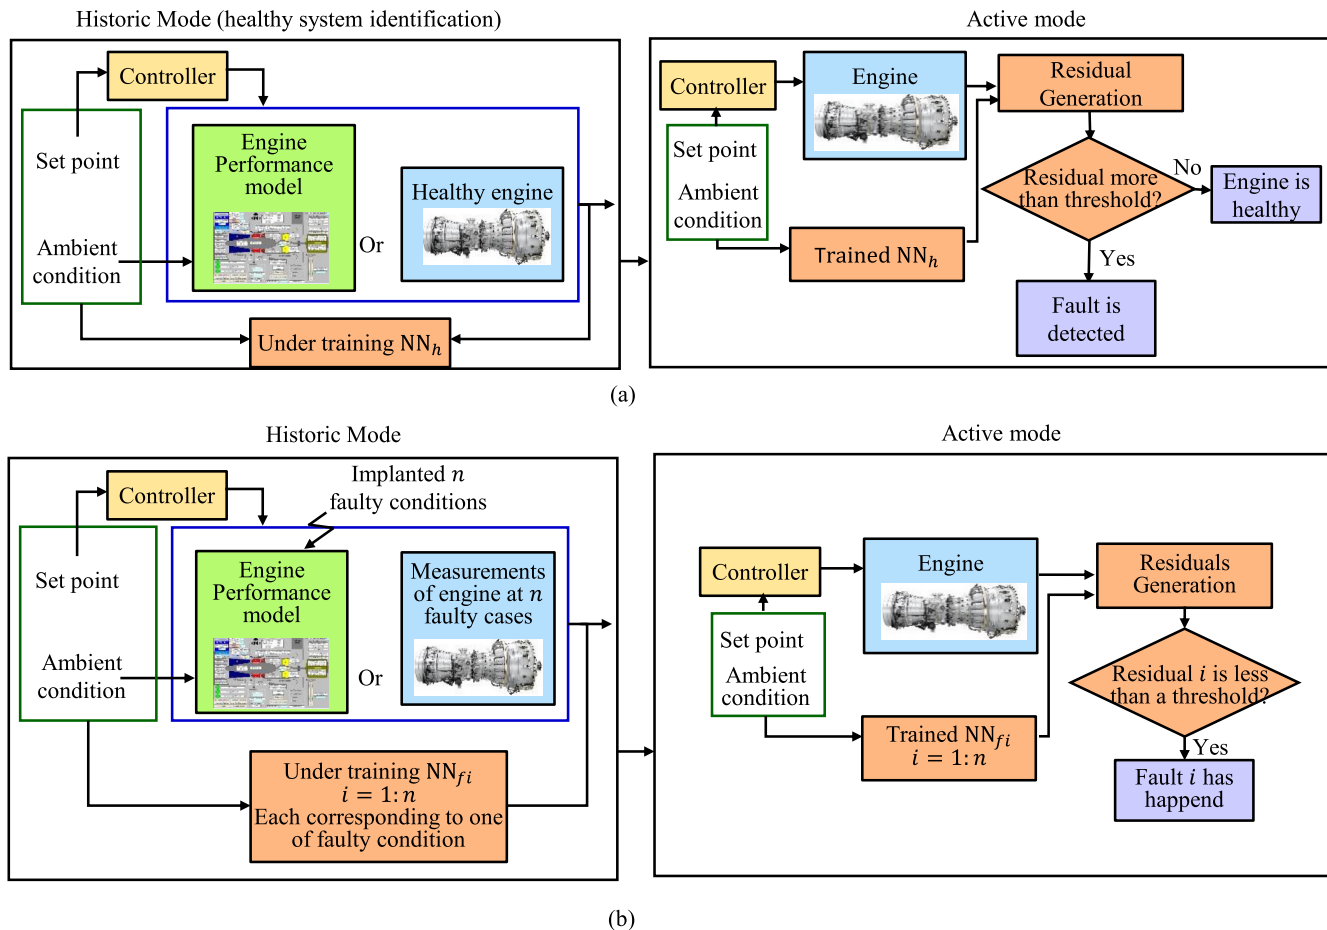 Historic Mode (healthy system identification)
Controller
Set point
Ambient
condition
Engine
Performance
model
Or
Healthy engine
Under training NNₕ
Active mode
Controller
Engine
Set point
Ambient
condition
Trained NNₕ
Residual
Generation
Residual more
than threshold?
No
Engine is
healthy
Yes
Fault is
detected
(a)
Historic Mode
Controller
Implanted n
faulty conditions
Set point
Ambient
condition
Engine
Performance
model
Or
Measurements
of engine at n
faulty cases
Under training NN_{fi}
i = 1: n
Each corresponding to one
of faulty condition
Active mode
Controller
Engine
Set point
Ambient
condition
Trained NN_{fi}
i = 1: n
Residuals
Generation
Residual i is less
than a threshold?
Yes
Fault i has
happend
(b)